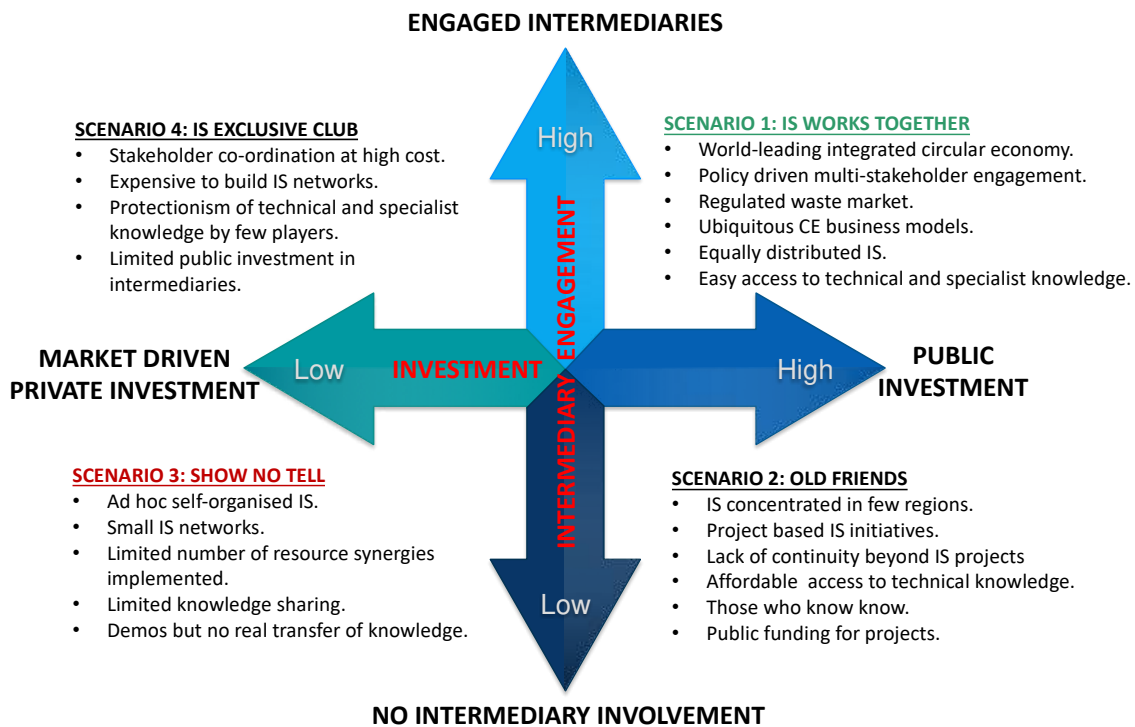 ENGAGED INTERMEDIARIES
SCENARIO 4: IS EXCLUSIVE CLUB
• Stakeholder co-ordination at high cost.
• Expensive to build IS networks.
• Protectionism of technical and specialist
knowledge by few players.
• Limited public investment in
intermediaries.
High
SCENARIO 1: IS WORKS TOGETHER
• World-leading integrated circular economy.
• Policy driven multi-stakeholder engagement.
• Regulated waste market.
• Ubiquitous CE business models.
• Equally distributed IS.
• Easy access to technical and specialist knowledge.
MARKET DRIVEN
PRIVATE INVESTMENT
Low
INVESTMENT
INTERMEDIARY ENGAGEMENT
High
PUBLIC
INVESTMENT
SCENARIO 3: SHOW NO TELL
• Ad hoc self-organised IS.
• Small IS networks.
• Limited number of resource synergies
implemented.
• Limited knowledge sharing.
• Demos but no real transfer of knowledge.
Low
SCENARIO 2: OLD FRIENDS
• IS concentrated in few regions.
• Project based IS initiatives.
• Lack of continuity beyond IS projects
• Affordable  access to technical knowledge.
• Those who know know.
• Public funding for projects.
NO INTERMEDIARY INVOLVEMENT